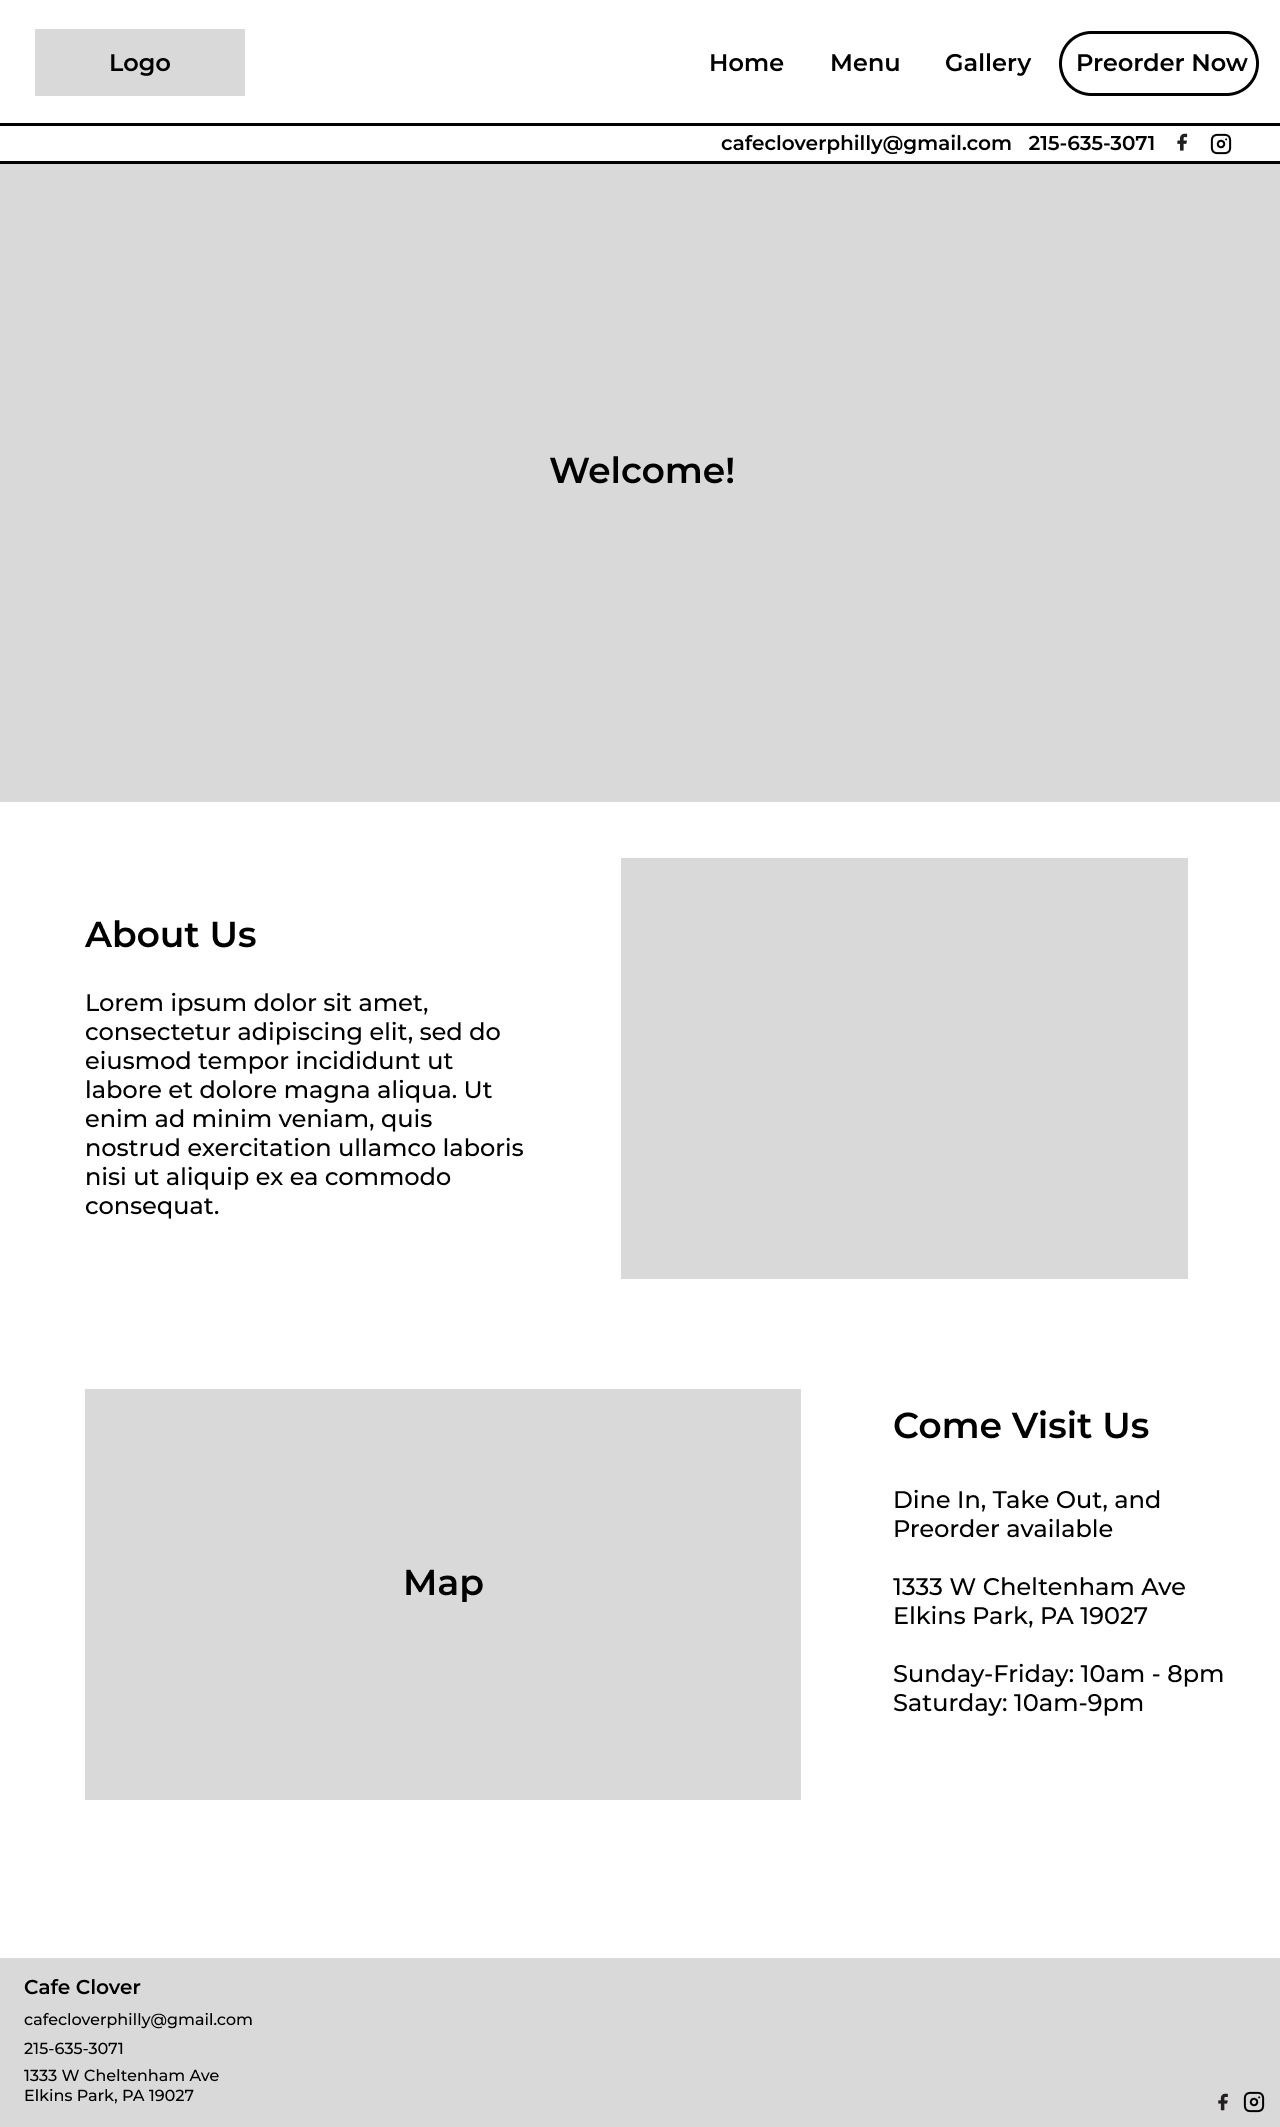 Logo
Home Menu Gallery Preorder Now
cafecloverphilly@gmail.com 215-635-3071
Welcome!
About Us
Lorem ipsum dolor sit amet,
consectetur adipiscing elit, sed do
eiusmod tempor incididunt ut
labore et dolore magna aliqua. Ut
enim ad minim veniam, quis
nostrud exercitation ullamco laboris
nisi ut aliquip ex ea commodo
consequat.
Map
Come Visit Us
Dine In, Take Out, and
Preorder available
1333 W Cheltenham Ave
Elkins Park, PA 19027
Sunday-Friday: 10am - 8pm
Saturday: 10am-9pm
Cafe Clover
cafecloverphilly@gmail.com
215-635-3071
1333 W Cheltenham Ave
Elkins Park, PA 19027